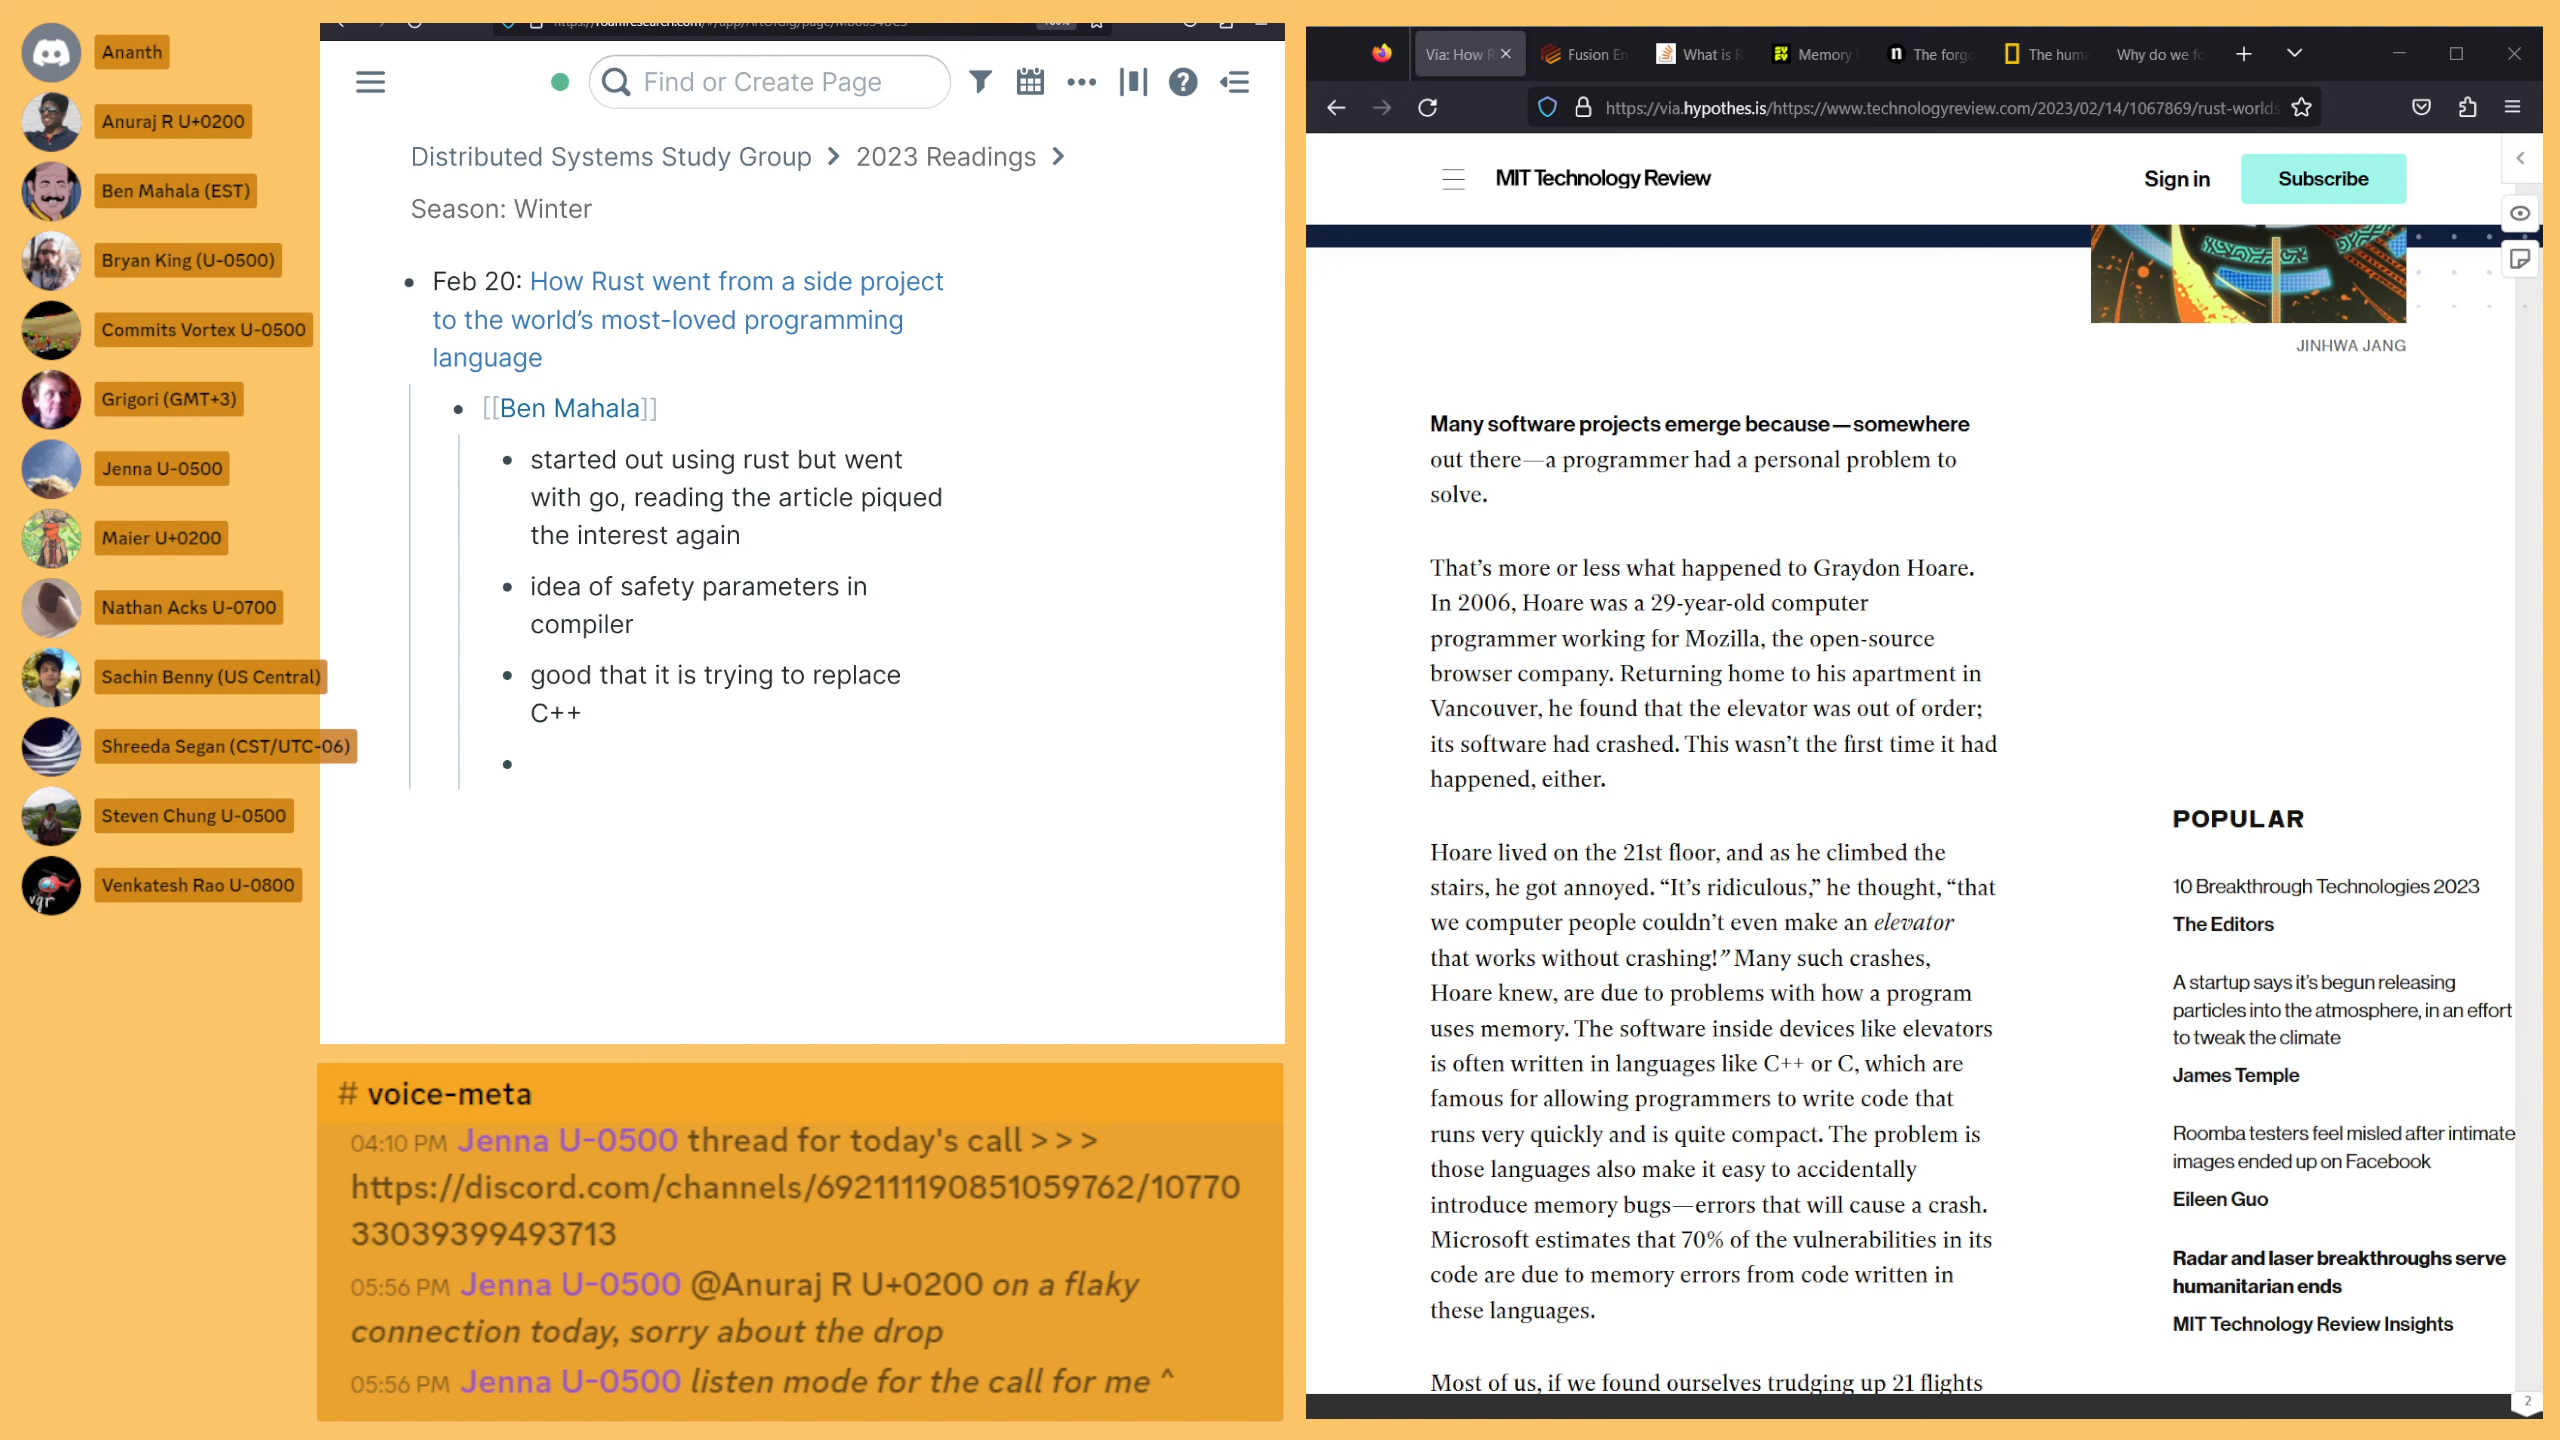 Ananth
Anuraj R U+0200
Ben Mahala (EST)
Bryan King (U-0500)
Commits Vortex U-0500
Grigori (GMT+3)
Jenna U-0500
Maier U+0200
Nathan Acks U-0700
Sachin Benny (US Central)
Shreeda Segan (CST/UTC-06)
Steven Chung U-0500
vgr
Venkatesh Rao U-0800
Find or Create Page
Distributed Systems Study Group > 2023 Readings >
Season: Winter
Feb 20: How Rust went from a side project
to the world’s most-loved programming
language
[[Ben Mahala]]
started out using rust but went
with go, reading the article piqued
the interest again
idea of safety parameters in
compiler
good that it is trying to replace
C++
# voice-meta
04:10 PM Jenna U-0500 thread for today's call > > >
https://discord.com/channels/692111190851059762/10770
33039399493713
05:56 PM Jenna U-0500 @Anuraj R U+0200 on a flaky
connection today, sorry about the drop
05:56 PM Jenna U-0500 listen mode for the call for me ^
Via: How R
Fusion En
What is R
Memory
The forg
The huma
Why do we fo
https://via.hypothes.is/https://www.technologyreview.com/2023/02/14/1067869/rust-worlds
MIT Technology Review
Sign in
Subscribe
JINHWA JANG
Many software projects emerge because—somewhere
out there—a programmer had a personal problem to
solve.
That’s more or less what happened to Graydon Hoare.
In 2006, Hoare was a 29-year-old computer
programmer working for Mozilla, the open-source
browser company. Returning home to his apartment in
Vancouver, he found that the elevator was out of order;
its software had crashed. This wasn’t the first time it had
happened, either.
Hoare lived on the 21st floor, and as he climbed the
stairs, he got annoyed. “It’s ridiculous,” he thought, “that
we computer people couldn’t even make an elevator
that works without crashing!” Many such crashes,
Hoare knew, are due to problems with how a program
uses memory. The software inside devices like elevators
is often written in languages like C++ or C, which are
famous for allowing programmers to write code that
runs very quickly and is quite compact. The problem is
those languages also make it easy to accidentally
introduce memory bugs—errors that will cause a crash.
Microsoft estimates that 70% of the vulnerabilities in its
code are due to memory errors from code written in
these languages.
Most of us, if we found ourselves trudging up 21 flights
POPULAR
10 Breakthrough Technologies 2023
The Editors
A startup says it’s begun releasing
particles into the atmosphere, in an effort
to tweak the climate
James Temple
Roomba testers feel misled after intimate
images ended up on Facebook
Eileen Guo
Radar and laser breakthroughs serve
humanitarian ends
MIT Technology Review Insights
2